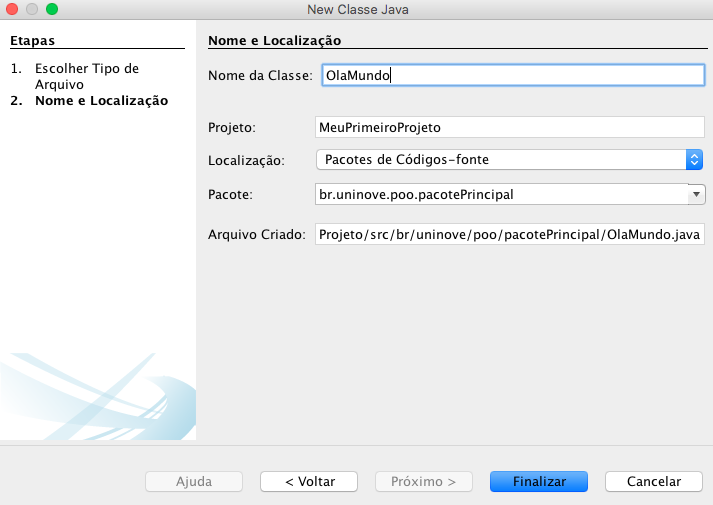 New Classe Java
Etapas
1. Escolher Tipo de
Arquivo
2. Nome e Localização
Nome e Localização
Nome da Classe: OlaMundo
Projeto: MeuPrimeiroProjeto
Localização: Pacotes de Códigos-fonte
Pacote: br.uninove.poo.pacotePrincipal
Arquivo Criado: Projeto/src/br/uninove/poo/pacotePrincipal/OlaMundo.java
Ajuda < Voltar Próximo > Finalizar Cancelar